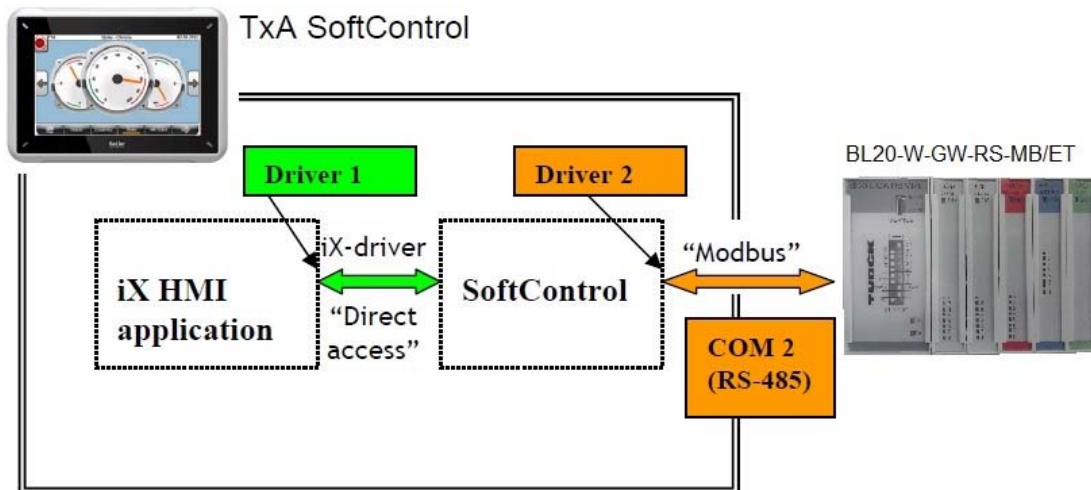 TxA SoftControl
BL20-W-GW-RS-MB/ET
Driver 1
Driver 2
iX HMI
application
iX-driver
"Direct
access"
SoftControl
“Modbus”
COM 2
(RS-485)
TURCK